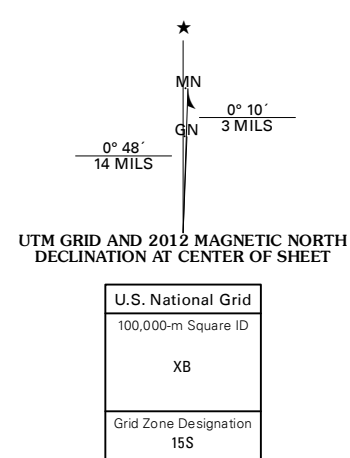 ★
MN
0° 10´
3 MILS
GN
0° 48´
14 MILS
UTM GRID AND 2012 MAGNETIC NORTH
DECLINATION AT CENTER OF SHEET
U.S. National Grid
100,000-m Square ID
XB
Grid Zone Designation
15S